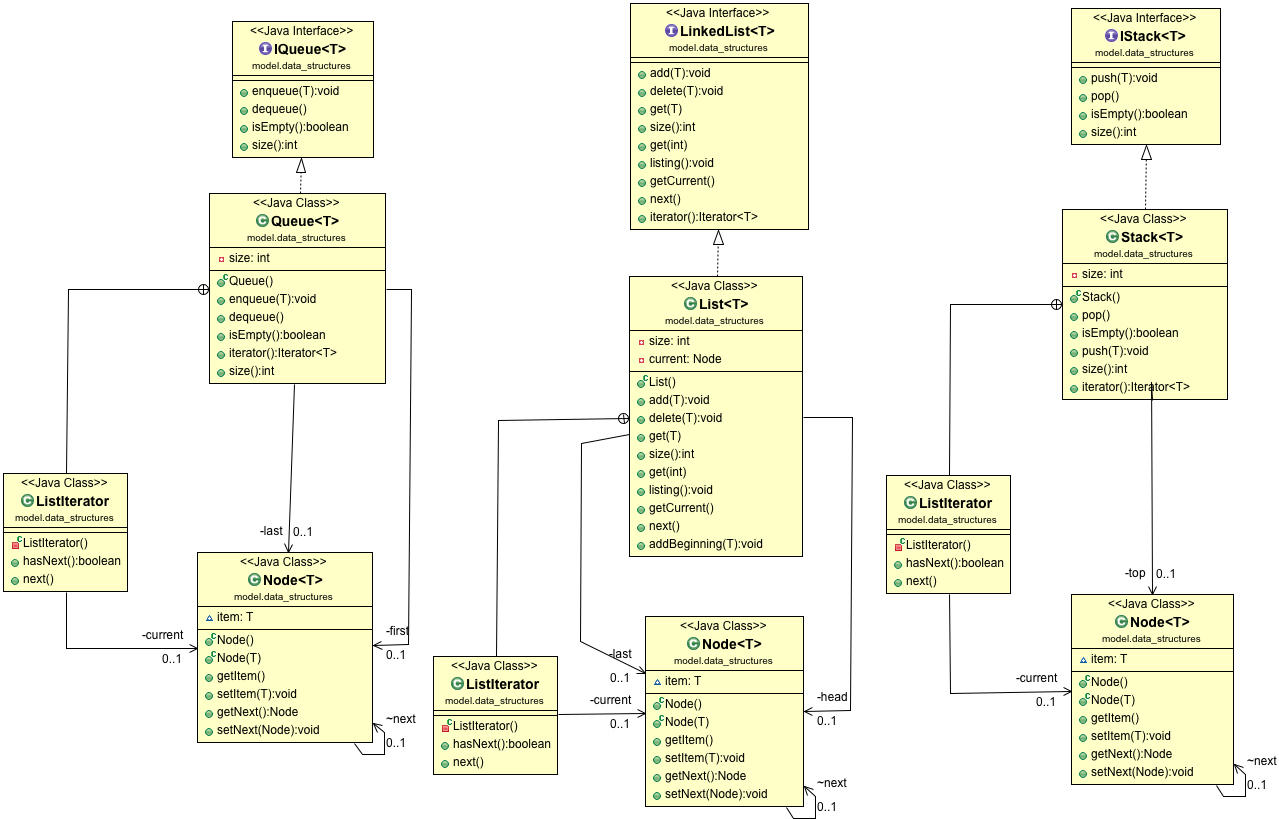 <<Java Interface>>
IQueue<T>
model.data_structures
enqueue(T):void
dequeue()
isEmpty():boolean
size():int
<<Java Class>>
Queue<T>
model.data_structures
size: int
Queue()
enqueue(T):void
dequeue()
isEmpty():boolean
iterator():Iterator<T>
size():int
<<Java Class>>
ListIterator
model.data_structures
ListIterator()
hasNext():boolean
next()
-last
0..1
-first
0..1
-current
0..1
<<Java Class>>
Node<T>
model.data_structures
item: T
Node()
Node(T)
getItem()
setItem(T):void
getNext():Node
setNext(Node):void
~next
0..1
<<Java Interface>>
LinkedList<T>
model.data_structures
add(T):void
delete(T):void
get(T)
size():int
get(int)
listing():void
getCurrent()
next()
iterator():Iterator<T>
<<Java Class>>
List<T>
model.data_structures
size: int
current: Node
List()
add(T):void
delete(T):void
get(T)
size():int
get(int)
listing():void
getCurrent()
next()
addBeginning(T):void
<<Java Class>>
ListIterator
model.data_structures
ListIterator()
hasNext():boolean
next()
-last
0..1
-current
0..1
-head
0..1
<<Java Class>>
Node<T>
model.data_structures
item: T
Node()
Node(T)
getItem()
setItem(T):void
getNext():Node
setNext(Node):void
~next
0..1
<<Java Interface>>
IStack<T>
model.data_structures
push(T):void
pop()
isEmpty():boolean
size():int
<<Java Class>>
Stack<T>
model.data_structures
size: int
Stack()
pop()
isEmpty():boolean
push(T):void
size():int
iterator():Iterator<T>
<<Java Class>>
ListIterator
model.data_structures
ListIterator()
hasNext():boolean
next()
-top
0..1
-current
0..1
<<Java Class>>
Node<T>
model.data_structures
item: T
Node()
Node(T)
getItem()
setItem(T):void
getNext():Node
setNext(Node):void
~next
0..1